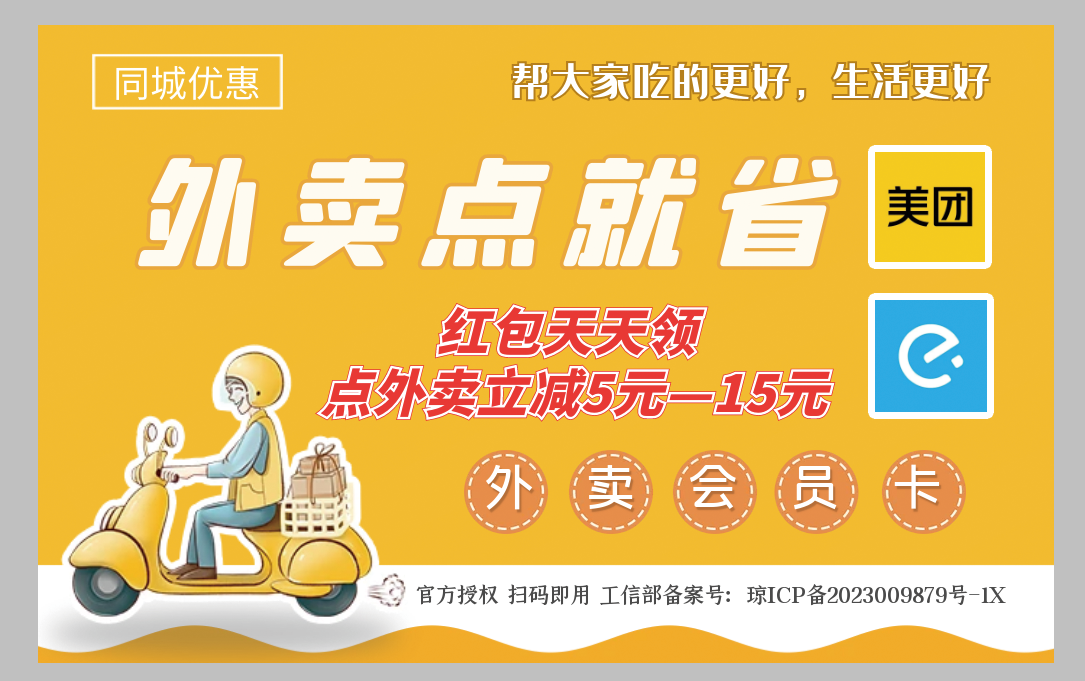 同城优惠
帮大家吃的更好，生活更好
外卖点就省
美团
红包天天领
点外卖立减5元—15元
外卖会员卡
官方授权 扫码即用 工信部备案号：琼ICP备2023009879号-1X